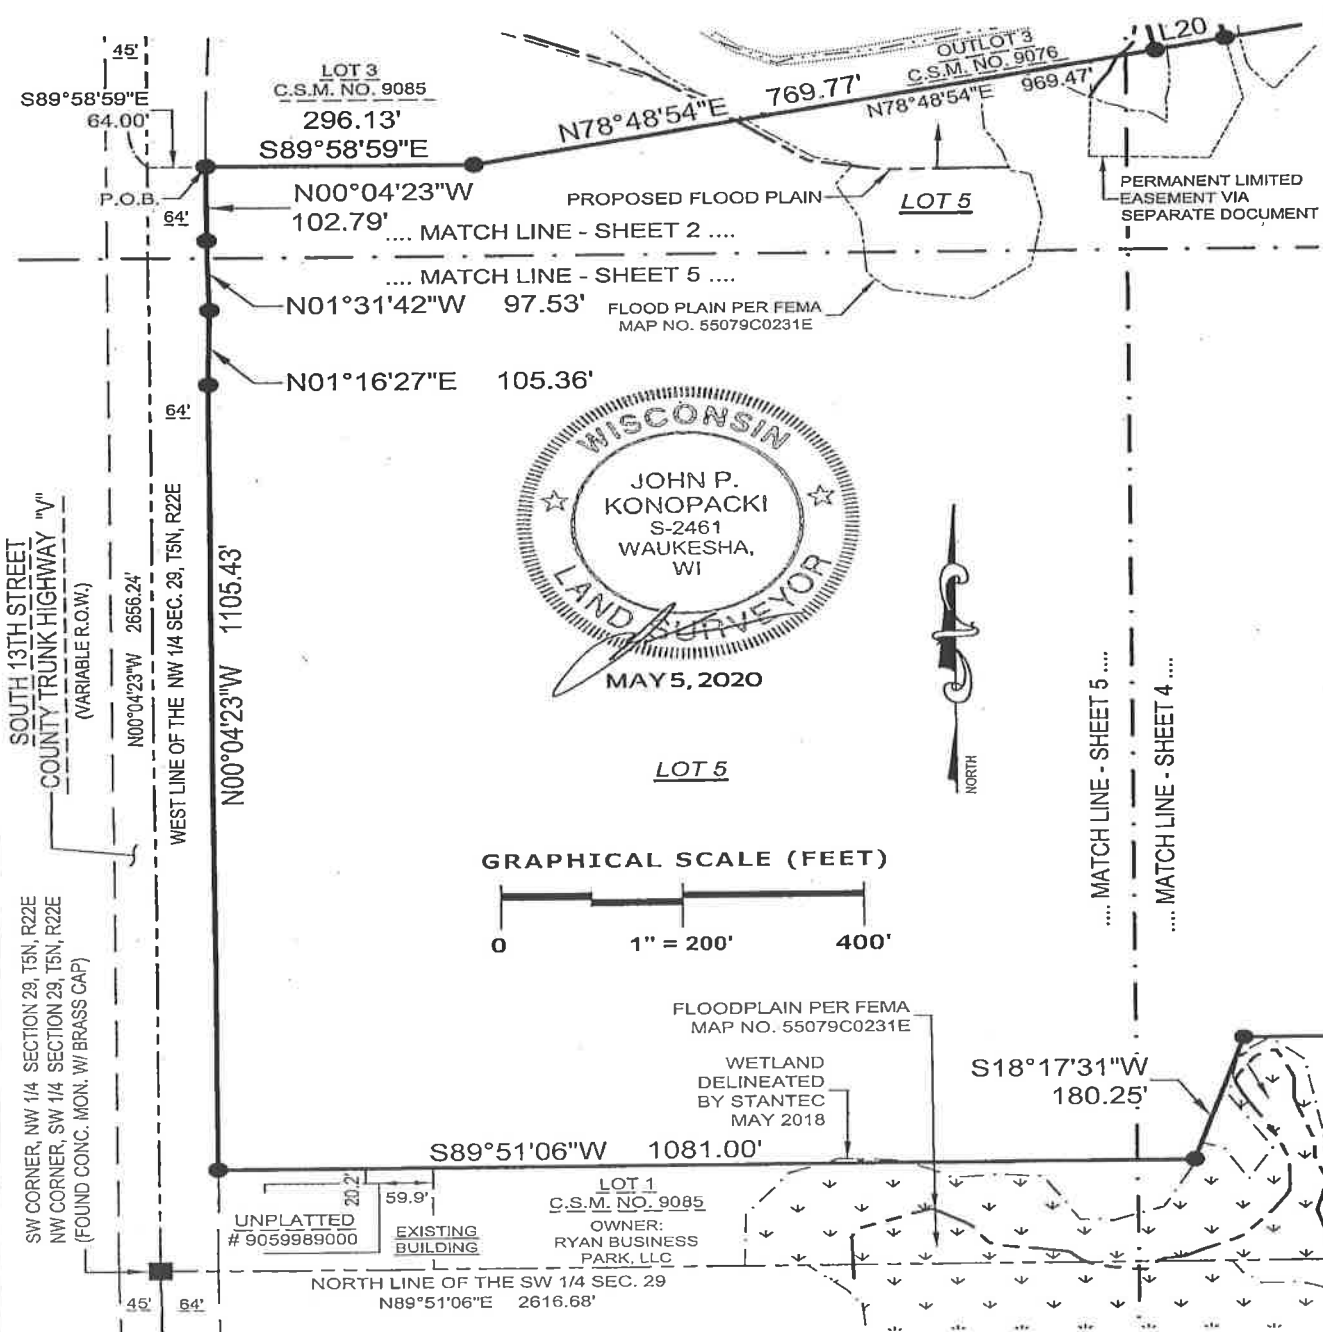 45'
S89°58'59"E
64.00'
LOT 3
C.S.M. NO. 9085
296.13'
S89°58'59"E
N78°48'54"E
769.77'
OUTLOT 3
C.S.M. NO. 9076
N78°48'54"E 969.47'
L20
P.O.B.
64'
N00°04'23"W
102.79'
PROPOSED FLOOD PLAIN
LOT 5
PERMANENT LIMITED
EASEMENT VIA
SEPARATE DOCUMENT
.... MATCH LINE - SHEET 2 ....
.... MATCH LINE - SHEET 5 ....
N01°31'42"W 97.53'
FLOOD PLAIN PER FEMA
MAP NO. 55079C0231E
N01°16'27"E 105.36'
64'
WISCONSIN
JOHN P.
KONOPACKI
S-2461
WAUKESHA,
WI
LAND SURVEYOR
MAY 5, 2020
SOUTH 13TH STREET
COUNTY TRUNK HIGHWAY "V"
(VARIABLE R.O.W.)
N00°04'23"W 2656.24'
WEST LINE OF THE NW 1/4 SEC. 29, T5N, R22E
N00°04'23"W 1105.43'
NORTH
LOT 5
.... MATCH LINE - SHEET 5 ....
.... MATCH LINE - SHEET 4 ....
GRAPHICAL SCALE (FEET)
0 1" = 200' 400'
SW CORNER, NW 1/4 SECTION 29, T5N, R22E
NW CORNER, SW 1/4 SECTION 29, T5N, R22E
(FOUND CONC. MON. W/ BRASS CAP)
FLOODPLAIN PER FEMA
MAP NO. 55079C0231E
WETLAND
DELINEATED
BY STANTEC
MAY 2018
S18°17'31"W
180.25'
S89°51'06"W 1081.00'
20.2'
59.9'
UNPLATTED
# 9059989000
EXISTING
BUILDING
LOT 1
C.S.M. NO. 9085
OWNER:
RYAN BUSINESS
PARK, LLC
NORTH LINE OF THE SW 1/4 SEC. 29
N89°51'06"E 2616.68'
45' 64'